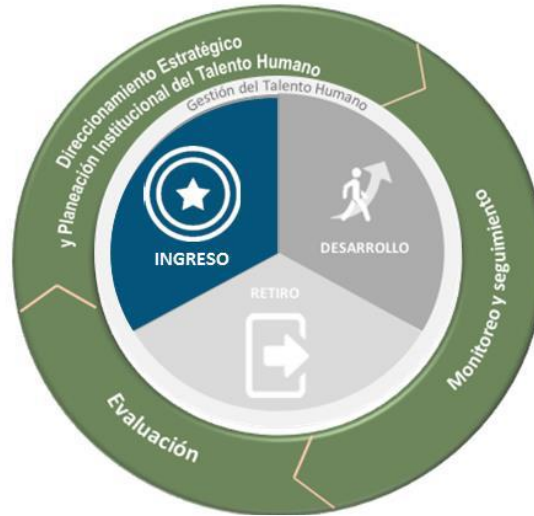 Direccionamiento Estratégico
y Planeación Institucional del Talento Humano
Gestión del Talento Humano
INGRESO
DESARROLLO
RETIRO
Monitoreo y seguimiento
Evaluación